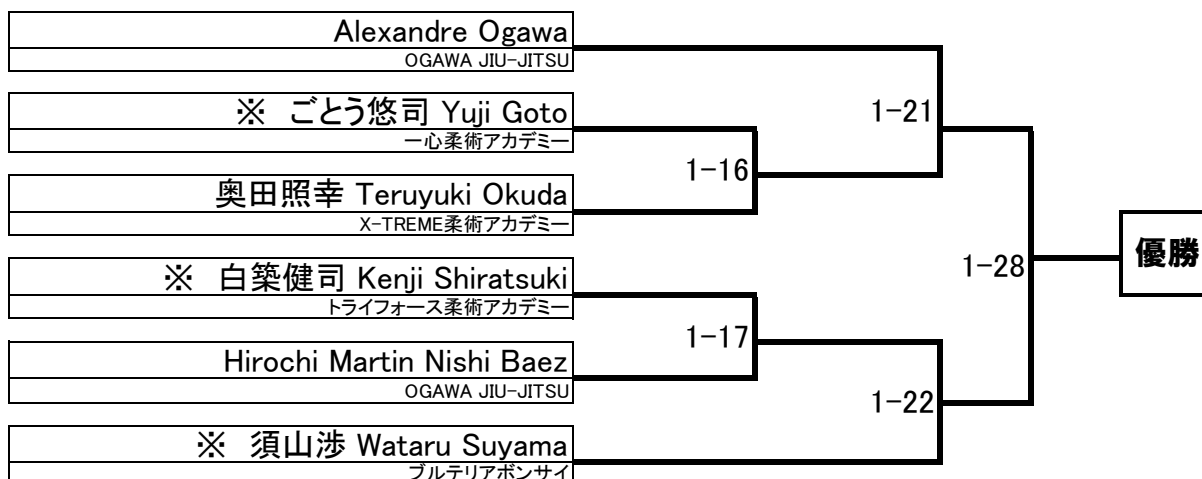 Alexandre Ogawa
OGAWA JIU-JITSU
※　ごとう悠司 Yuji Goto
一心柔術アカデミー
奥田照幸 Teruyuki Okuda
X-TREME柔術アカデミー
※　白築健司 Kenji Shiratsuki
トライフォース柔術アカデミー
Hirochi Martin Nishi Baez
OGAWA JIU-JITSU
※　須山渉 Wataru Suyama
ブルテリアボンサイ
1-16
1-17
1-21
1-22
1-28
優勝